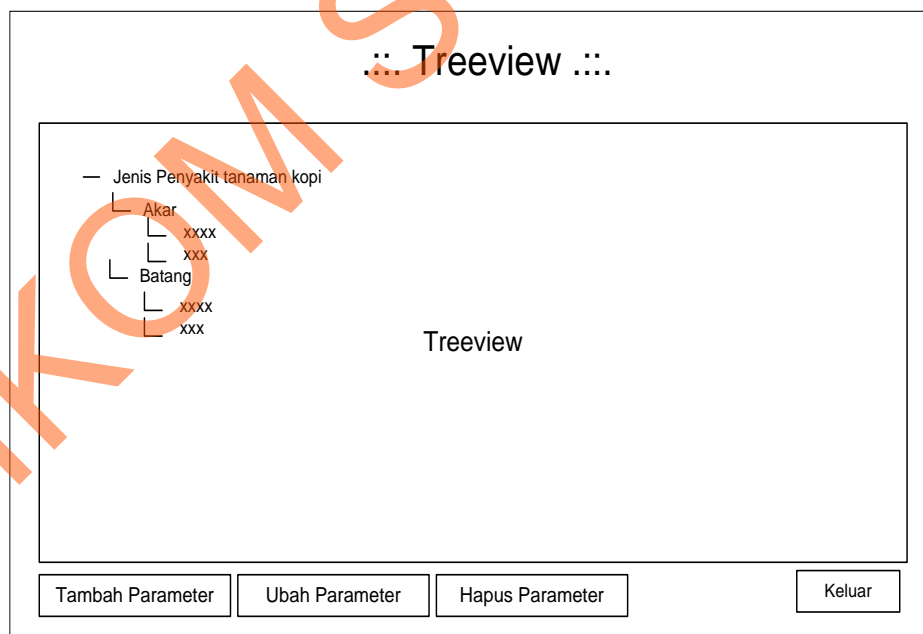 .::. Treeview .::.
Jenis Penyakit tanaman kopi
Akar
xxxx
xxx
Batang
xxxx
xxx
Treeview
Tambah Parameter
Ubah Parameter
Hapus Parameter
Keluar
KOM S